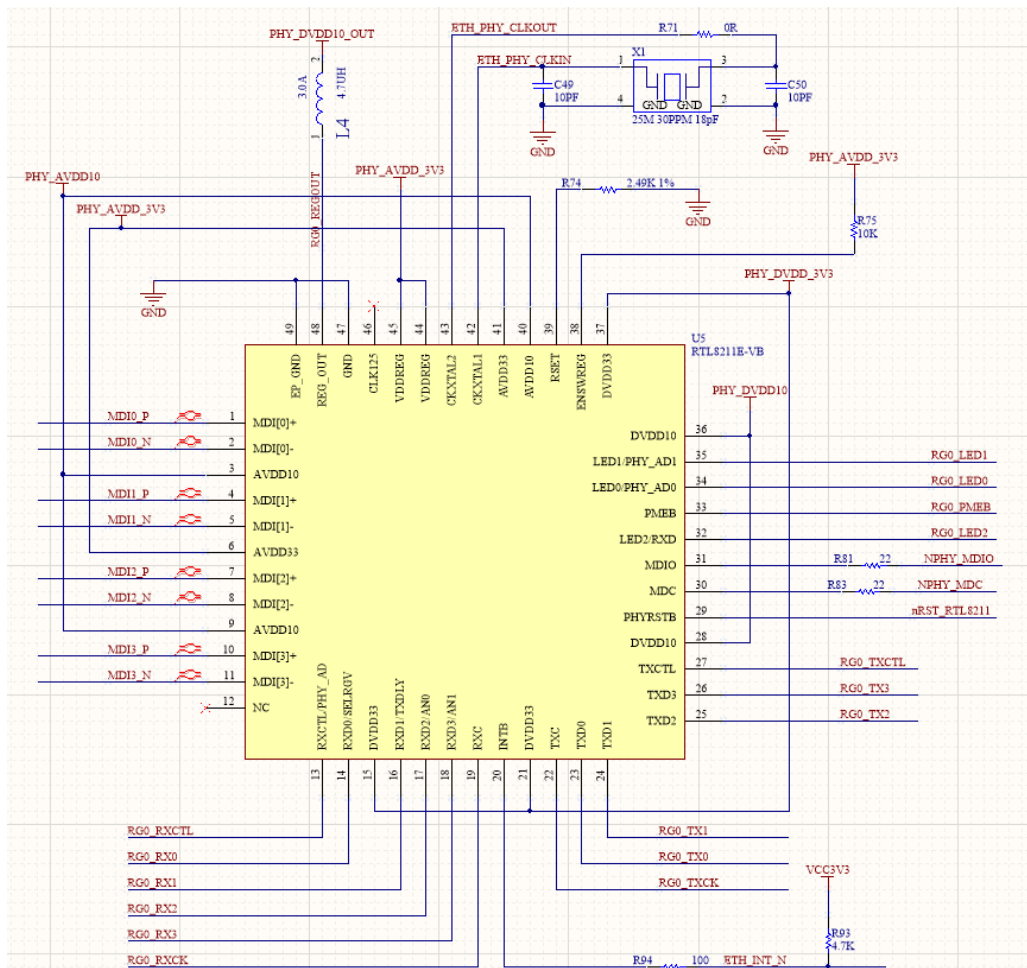 ETH_PHY_CLKOUT
R71
0R
PHY_DVDD10_OUT
2
3.0A
4.7UH
L4
1
RG0_REGOUT
ETH_PHY_CLKIN
X1
1
3
4
2
GND GND
25M 30PPM 18pF
C49
10PF
C50
10PF
GND
GND
PHY_AVDD_3V3
R75
10K
R74
2.49K 1%
GND
PHY_AVDD10
PHY_AVDD_3V3
PHY_AVDD_3V3
GND
PHY_DVDD_3V3
U5
RTL8211E-VB
49 48 47 46 45 44 43 42 41 40 39 38 37
EP_GND
REG_OUT
GND
CLK125
VDDREG
VDDREG
CKXTAL2
CKXTAL1
AVDD33
AVDD10
RSET
ENSWREG
DVDD33
PHY_DVDD10
MDI0_P 1 MDI[0]+
MDI0_N 2 MDI[0]-
3 AVDD10
MDI1_P 4 MDI[1]+
MDI1_N 5 MDI[1]-
6 AVDD33
MDI2_P 7 MDI[2]+
MDI2_N 8 MDI[2]-
9 AVDD10
MDI3_P 10 MDI[3]+
MDI3_N 11 MDI[3]-
12 NC
DVDD10 36
LED1/PHY_AD1 35 RG0_LED1
LED0/PHY_AD0 34 RG0_LED0
PMEB 33 RG0_PMEB
LED2/RXD 32 RG0_LED2
MDIO 31 R81 22 NPHY_MDIO
MDC 30 R83 22 NPHY_MDC
PHYRSTB 29 nRST_RTL8211
DVDD10 28
TXCTL 27 RG0_TXCTL
TXD3 26 RG0_TX3
TXD2 25 RG0_TX2
RXCTL/PHY_AD
RXD0/SELRGV
DVDD33
RXD1/TXDLY
RXD2/AN0
RXD3/AN1
RXC
INTB
DVDD33
TXC
TXD0
TXD1
13 14 15 16 17 18 19 20 21 22 23 24
RG0_RXCTL
RG0_RX0
RG0_RX1
RG0_RX2
RG0_RX3
RG0_RXCK
RG0_TX1
RG0_TX0
RG0_TXCK
VCC3V3
R93
4.7K
R94 100 ETH_INT_N